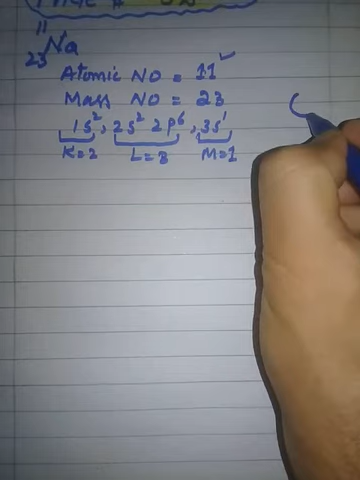 11
Na
23
Atomic NO = 11 ✓
Mass NO = 23
1s², 2s² 2p⁶, 3s¹
K=2 L=8 M=1